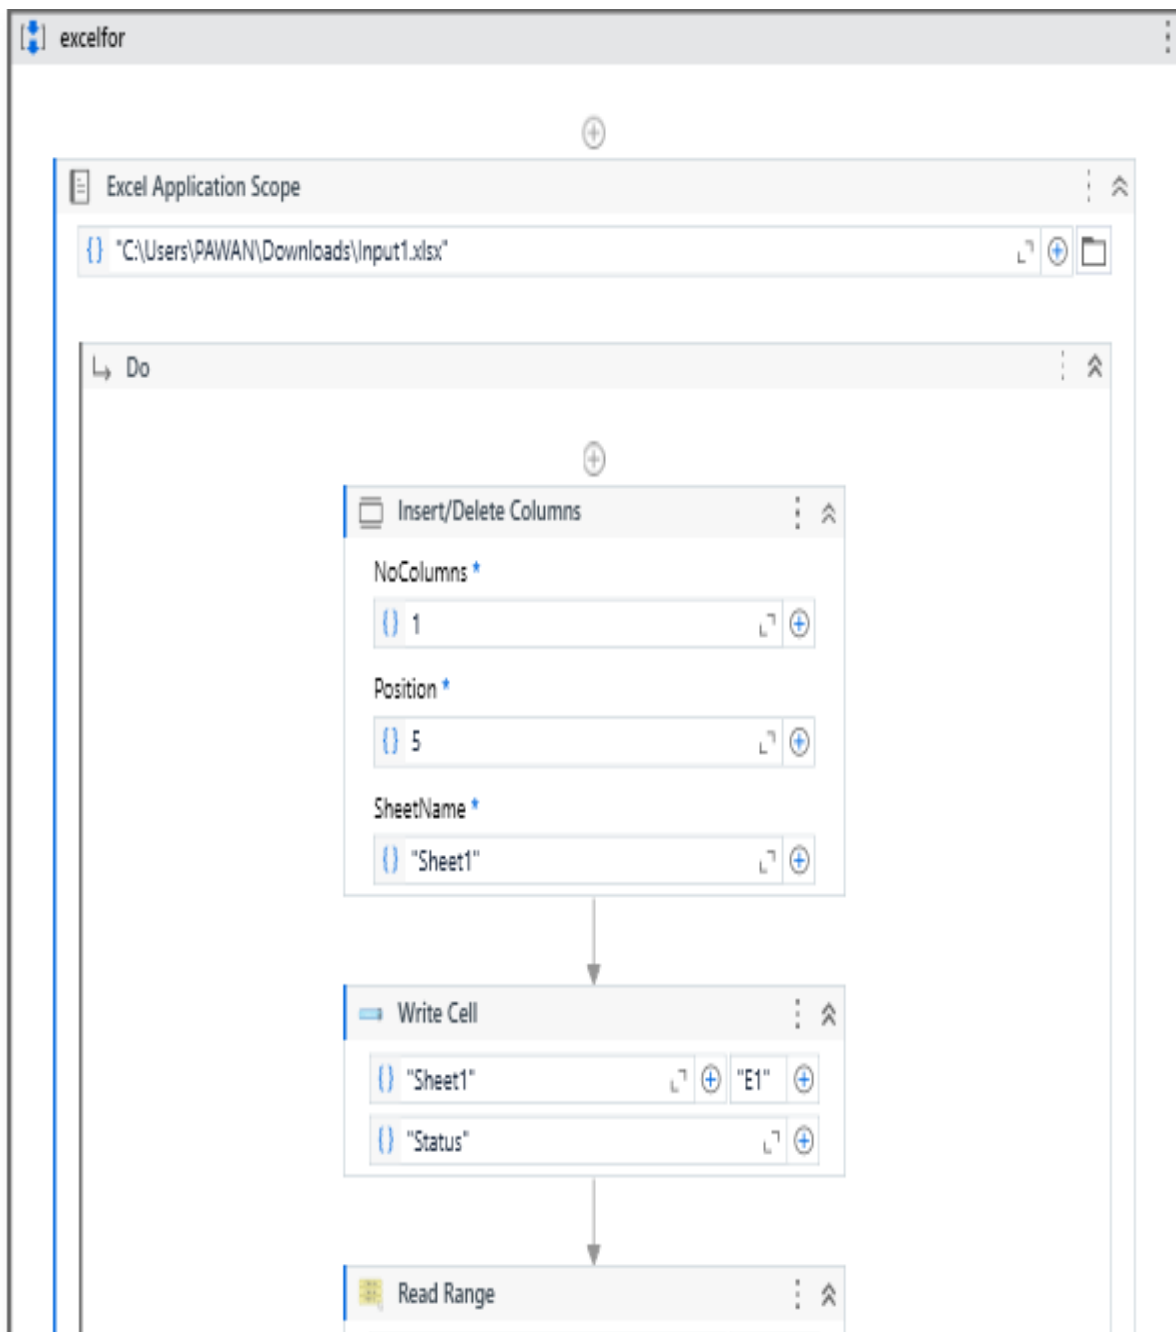 excelfor
Excel Application Scope
{} "C:\Users\PAWAN\Downloads\Input1.xlsx"
Do
Insert/Delete Columns
NoColumns *
{} 1
Position *
{} 5
SheetName *
{} "Sheet1"
Write Cell
{} "Sheet1" "E1"
{} "Status"
Read Range